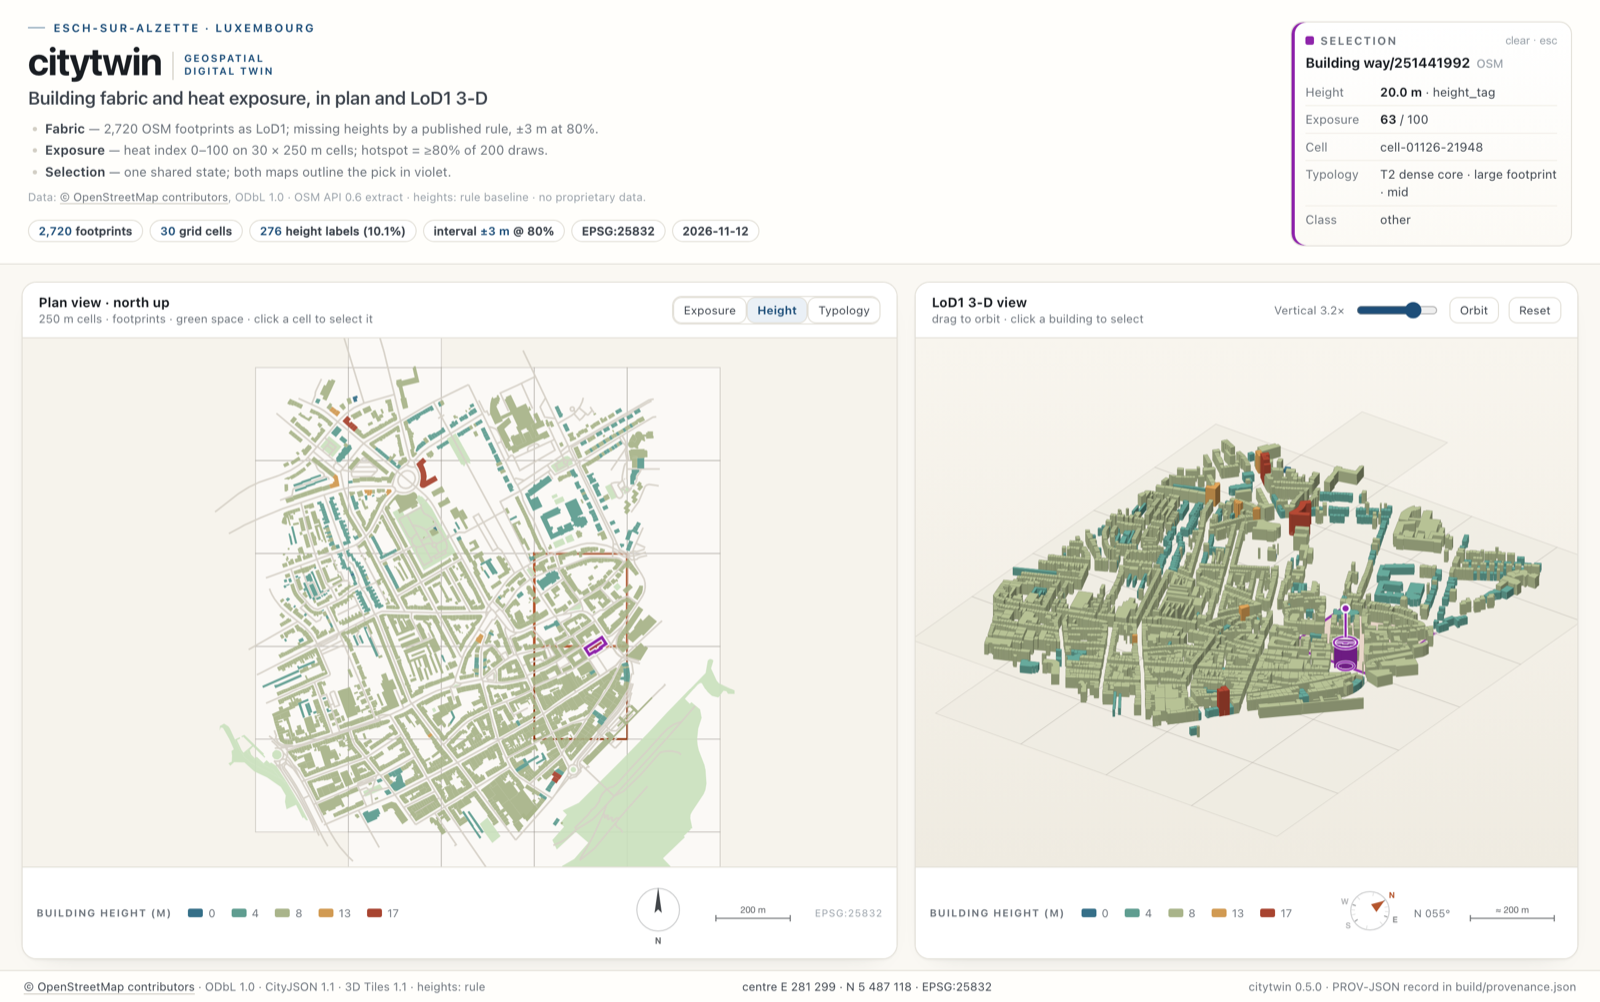 ESCH-SUR-ALZETTE · LUXEMBOURG
citytwin
GEOSPATIAL
DIGITAL TWIN
Building fabric and heat exposure, in plan and LoD1 3-D
• Fabric — 2,720 OSM footprints as LoD1; missing heights by a published rule, ±3 m at 80%.
• Exposure — heat index 0–100 on 30 × 250 m cells; hotspot = ≥80% of 200 draws.
• Selection — one shared state; both maps outline the pick in violet.
Data: © OpenStreetMap contributors, ODbL 1.0 · OSM API 0.6 extract · heights: rule baseline · no proprietary data.
2,720 footprints
30 grid cells
276 height labels (10.1%)
interval ±3 m @ 80%
EPSG:25832
2026-11-12
SELECTION
clear · esc
Building way/251441992 OSM
Height 20.0 m · height_tag
Exposure 63 / 100
Cell cell-01126-21948
Typology T2 dense core · large footprint
· mid
Class other
Plan view · north up
250 m cells · footprints · green space · click a cell to select it
Exposure Height Typology
BUILDING HEIGHT (M) 0 4 8 13 17
N
200 m
EPSG:25832
LoD1 3-D view
drag to orbit · click a building to select
Vertical 3.2×
Orbit
Reset
BUILDING HEIGHT (M) 0 4 8 13 17
N
W
E
S
N 055°
≈ 200 m
© OpenStreetMap contributors · ODbL 1.0 · CityJSON 1.1 · 3D Tiles 1.1 · heights: rule
centre E 281 299 · N 5 487 118 · EPSG:25832
citytwin 0.5.0 · PROV-JSON record in build/provenance.json